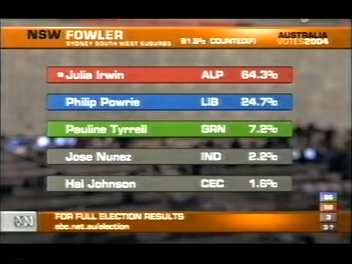 NSW FOWLER
SYDNEY SOUTH WEST SUBURBS
81.8% COUNTED(F)
AUSTRALIA
VOTES2004
Julia Irwin ALP 64.3%
Philip Powrie LIB 24.7%
Pauline Tyrrell GRN 7.2%
Jose Nunez IND 2.2%
Hal Johnson CEC 1.6%
FOR FULL ELECTION RESULTS
abc.net.au/election